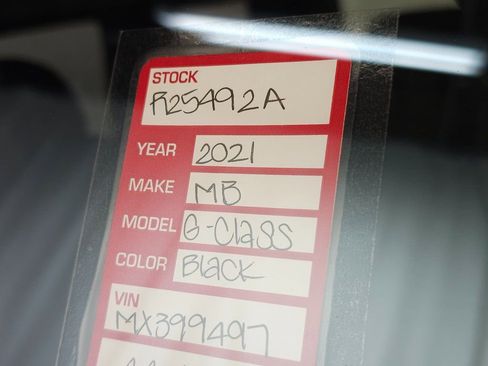 STOCK
R25492A
YEAR 2021
MAKE MB
MODEL G-Class
COLOR Black
VIN
MX399497